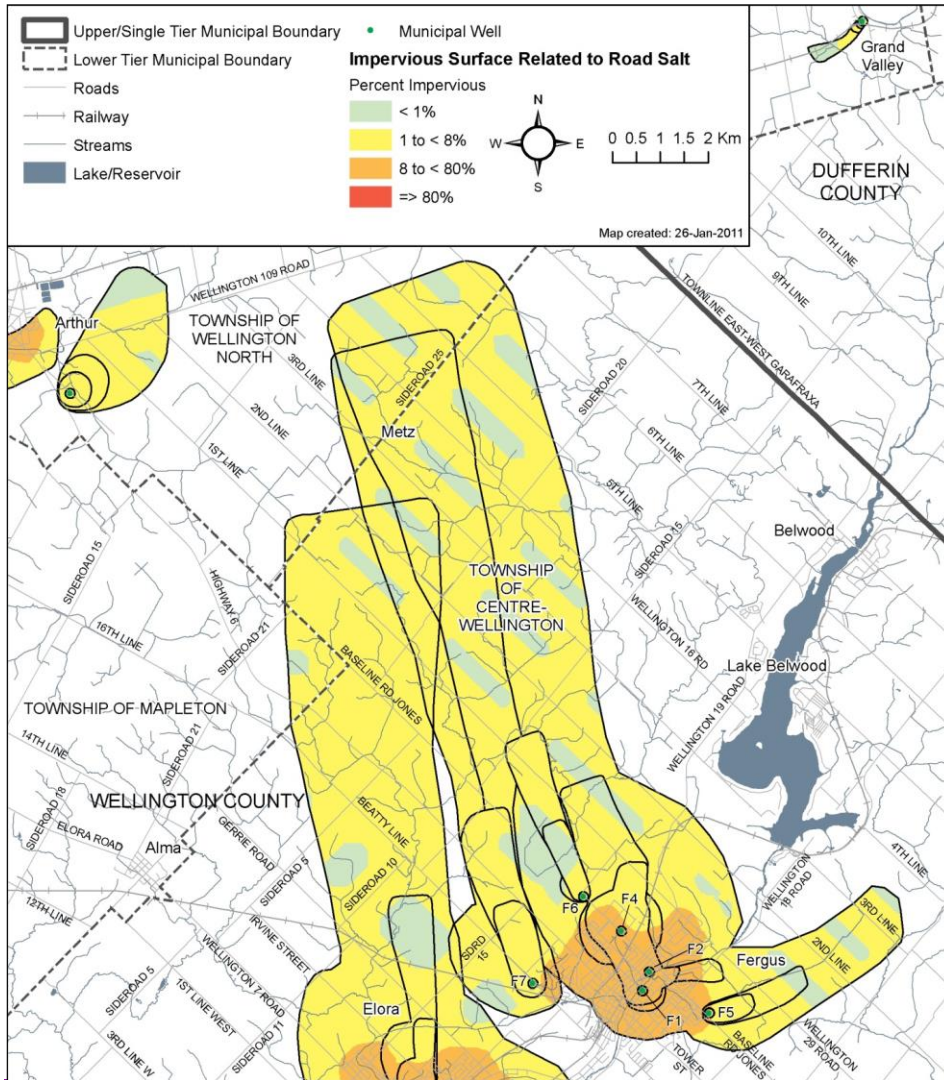 Upper/Single Tier Municipal Boundary
Lower Tier Municipal Boundary
Roads
Railway
Streams
Lake/Reservoir
Municipal Well
Impervious Surface Related to Road Salt
Percent Impervious
< 1%
1 to < 8%
8 to < 80%
=> 80%
N
W
E
S
0 0.5 1 1.5 2 Km
Map created: 26-Jan-2011
Grand
Valley
DUFFERIN
COUNTY
10TH LINE
9TH LINE
TOWNLINE EAST-WEST GARAFRAXA
WELLINGTON 109 ROAD
Arthur
TOWNSHIP OF
WELLINGTON
NORTH
3RD LINE
SIDEROAD 25
SIDEROAD 20
7TH LINE
2ND LINE
Metz
6TH LINE
1ST LINE
5TH LINE
SIDEROAD 15
Belwood
SIDEROAD 15
HIGHWAY 6
TOWNSHIP
OF
CENTRE-
WELLINGTON
16TH LINE
SIDEROAD 21
WELLINGTON 16 RD
BASELINE RD JONES
Lake Belwood
TOWNSHIP OF MAPLETON
WELLINGTON 19 ROAD
14TH LINE
SIDEROAD 21
SIDEROAD 18
WELLINGTON COUNTY
ELORA ROAD
Alma
GERRIE ROAD
BEATTY LINE
SIDEROAD 5
SIDEROAD 10
4TH LINE
WELLINGTON
18 ROAD
12TH LINE
IRVINE STREET
F6
F4
3RD LINE
SIDEROAD 5
WELLINGTON 7 ROAD
SDRD
15
F2
2ND LINE
Fergus
1ST LINE WEST
F7
Elora
F5
F1
3RD LINE W
SIDEROAD 11
TOWER
ST
BASELINE
RD JONES
WELLINGTON
29 ROAD